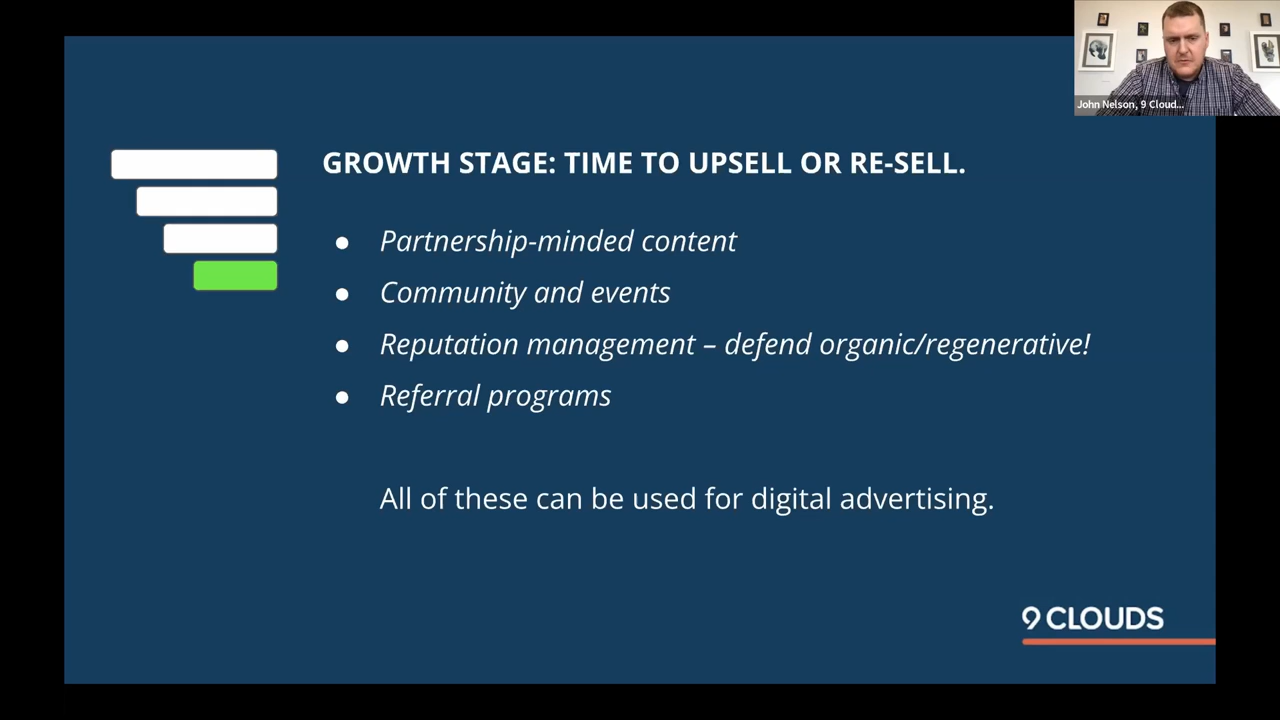 John Nelson, 9 Cloud...
GROWTH STAGE: TIME TO UPSELL OR RE-SELL.
● Partnership-minded content
● Community and events
● Reputation management – defend organic/regenerative!
● Referral programs
All of these can be used for digital advertising.
9 CLOUDS